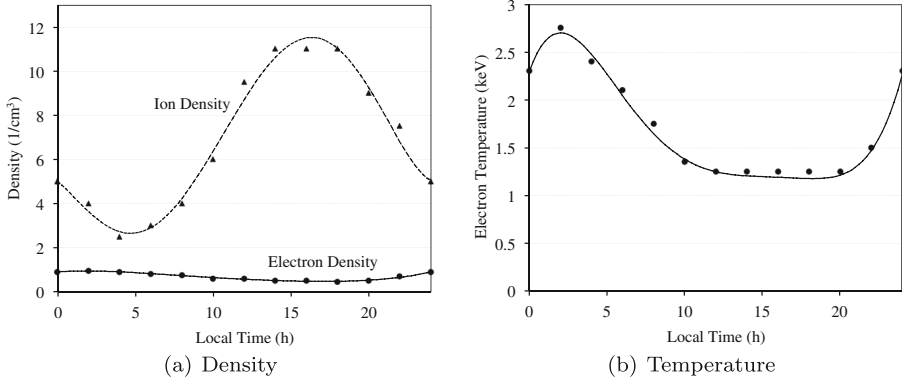 12
10
8
6
4
2
0
Density (1/cm³)
Ion Density
Electron Density
0 5 10 15 20
Local Time (h)
(a) Density
3
2.5
2
1.5
1
0.5
0
Electron Temperature (keV)
0 5 10 15 20
Local Time (h)
(b) Temperature